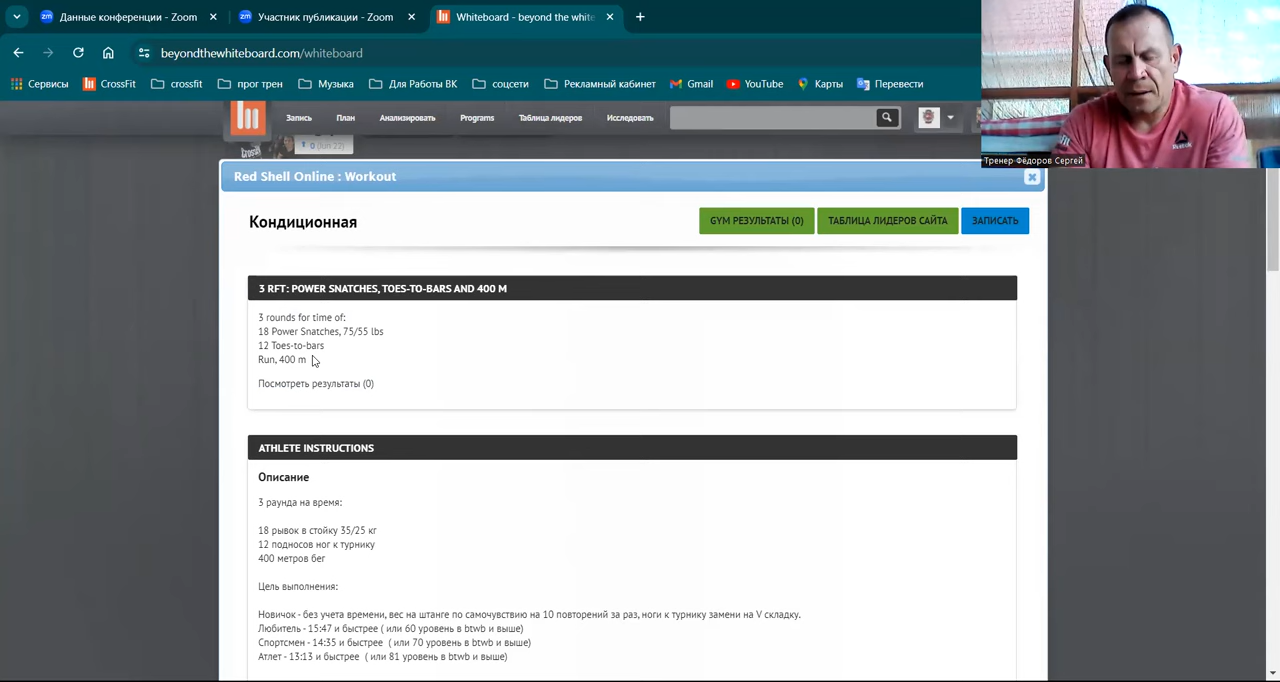 Данные конференции - Zoom
Участник публикации - Zoom
Whiteboard - beyond the white
beyondthewhiteboard.com/whiteboard
Сервисы
CrossFit
crossfit
прог трен
Музыка
Для Работы ВК
соцсети
Рекламный кабинет
Gmail
YouTube
Карты
Перевести
Запись
План
Анализировать
Programs
Таблица лидеров
Исследовать
0 (Jun 22)
Тренер Фёдоров Сергей
Red Shell Online : Workout
Кондиционная
GYM РЕЗУЛЬТАТЫ (0)
ТАБЛИЦА ЛИДЕРОВ САЙТА
ЗАПИСАТЬ
3 RFT: POWER SNATCHES, TOES-TO-BARS AND 400 M
3 rounds for time of:
18 Power Snatches, 75/55 lbs
12 Toes-to-bars
Run, 400 m
Посмотреть результаты (0)
ATHLETE INSTRUCTIONS
Описание
3 раунда на время:
18 рывок в стойку 35/25 кг
12 подносов ног к турнику
400 метров бег
Цель выполнения:
Новичок - без учета времени, вес на штанге по самочувствию на 10 повторений за раз, ноги к турнику замени на V складку.
Любитель - 15:47 и быстрее ( или 60 уровень в btwb и выше)
Спортсмен - 14:35 и быстрее ( или 70 уровень в btwb и выше)
Атлет - 13:13 и быстрее ( или 81 уровень в btwb и выше)